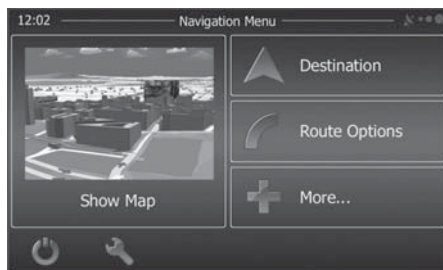 12:02
Navigation Menu
Destination
Route Options
Show Map
More...